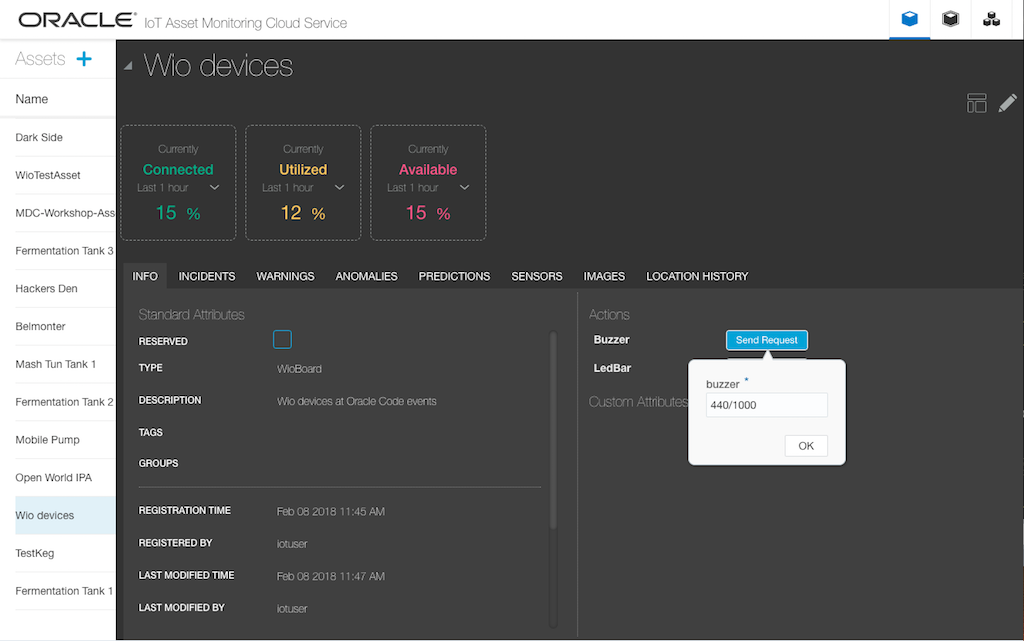 ORACLE® IoT Asset Monitoring Cloud Service
Assets
Name
Dark Side
WioTestAsset
MDC-Workshop-Ass
Fermentation Tank 3
Hackers Den
Belmonter
Mash Tun Tank 1
Fermentation Tank 2
Mobile Pump
Open World IPA
Wio devices
TestKeg
Fermentation Tank 1
Wio devices
Currently
Connected
Last 1 hour
15 %
Currently
Utilized
Last 1 hour
12 %
Currently
Available
Last 1 hour
15 %
INFO INCIDENTS WARNINGS ANOMALIES PREDICTIONS SENSORS IMAGES LOCATION HISTORY
Standard Attributes
RESERVED
TYPE WioBoard
DESCRIPTION Wio devices at Oracle Code events
TAGS
GROUPS
REGISTRATION TIME Feb 08 2018 11:45 AM
REGISTERED BY iotuser
LAST MODIFIED TIME Feb 08 2018 11:47 AM
LAST MODIFIED BY iotuser
Actions
Buzzer Send Request
LedBar
Custom Attributes
buzzer *
440/1000
OK